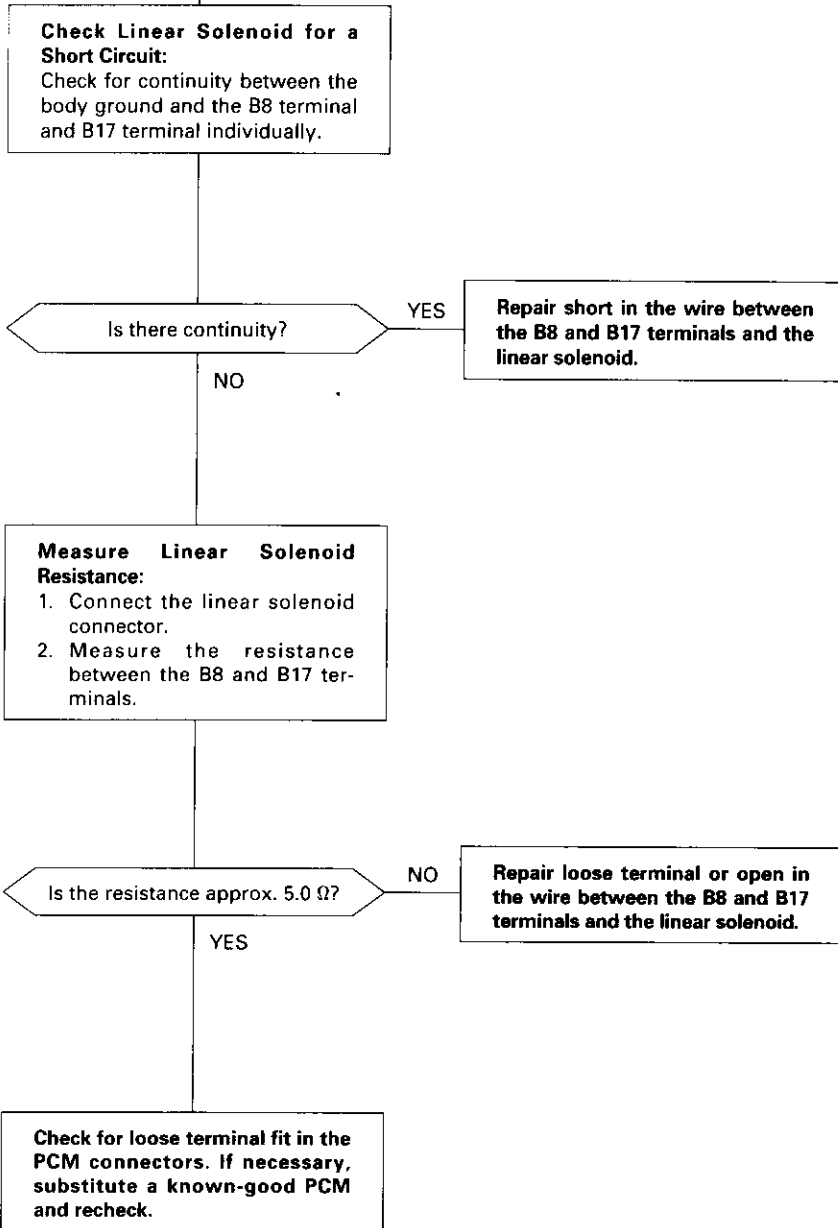 Check Linear Solenoid for a
Short Circuit:
Check for continuity between the
body ground and the B8 terminal
and B17 terminal individually.
Is there continuity?
YES
Repair short in the wire between
the B8 and B17 terminals and the
linear solenoid.
NO
Measure Linear Solenoid
Resistance:
1. Connect the linear solenoid
connector.
2. Measure the resistance
between the B8 and B17 ter-
minals.
Is the resistance approx. 5.0 Ω?
NO
Repair loose terminal or open in
the wire between the B8 and B17
terminals and the linear solenoid.
YES
Check for loose terminal fit in the
PCM connectors. If necessary,
substitute a known-good PCM
and recheck.